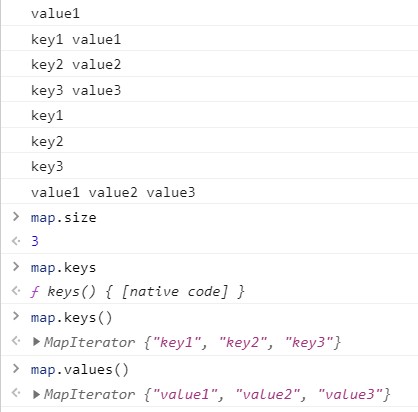 value1
key1 value1
key2 value2
key3 value3
key1
key2
key3
value1 value2 value3
> map.size
<· 3
> map.keys
<· ƒ keys() { [native code] }
> map.keys()
<· ▶MapIterator {"key1", "key2", "key3"}
> map.values()
<· ▶MapIterator {"value1", "value2", "value3"}